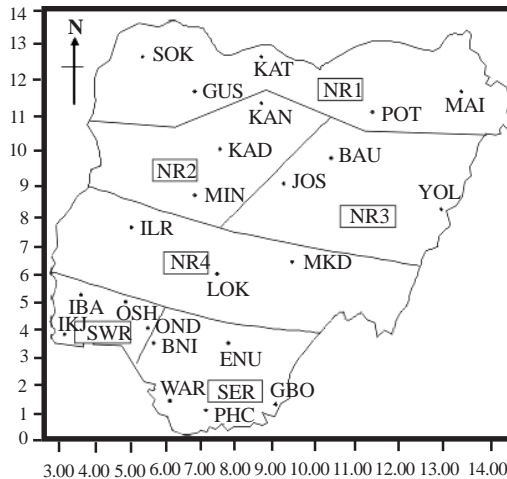 14
N
13
SOK
KAT
12
GUS
NR1
MAI
POT
11
KAN
10
KAD
BAU
NR2
JOS
9
MIN
YOL
8
NR3
ILR
7
NR4
MKD
6
LOK
5
IBA
OSH
4
IKJ
SWR
OND
3
BNI
ENU
2
WAR
SER
GBO
1
PHC
0
3.00 4.00 5.00 6.00 7.00 8.00 9.00 10.00 11.00 12.00 13.00 14.00